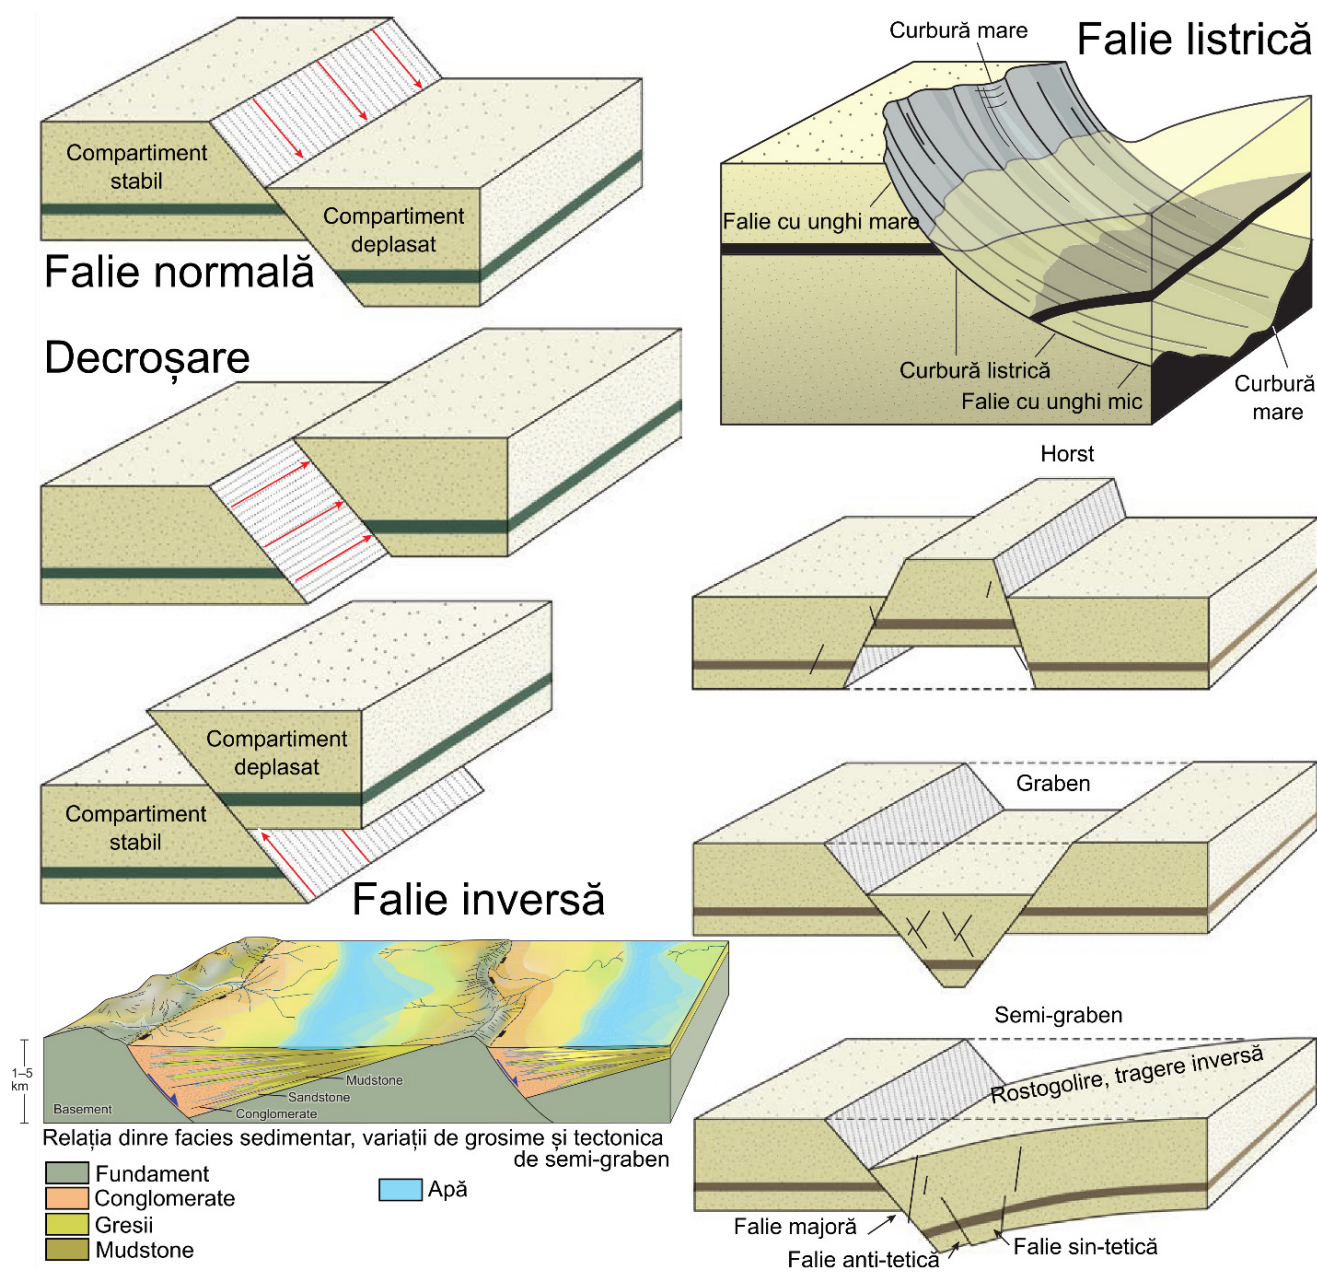 Compartiment
stabil
Compartiment
deplasat
Falie normală
Decroșare
Compartiment
deplasat
Compartiment
stabil
Falie inversă
1–5
km
Basement
Mudstone
Sandstone
Conglomerate
Relația dinre facies sedimentar, variații de grosime și tectonica
de semi-graben
Fundament
Conglomerate
Gresii
Mudstone
Apă
Falie listrică
Curbură mare
Falie cu unghi mare
Curbură listrică
Falie cu unghi mic
Curbură
mare
Horst
Graben
Semi-graben
Rostogolire, tragere inversă
Falie majoră
Falie anti-tetică
Falie sin-tetică